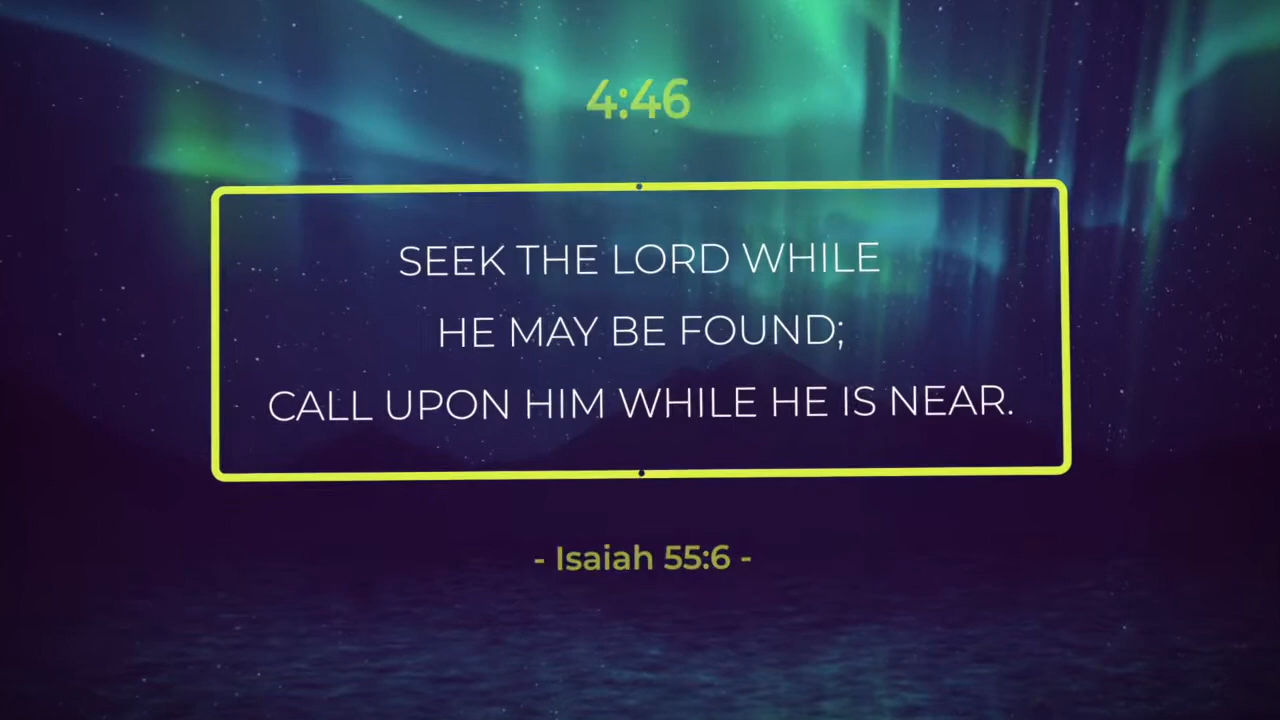 4:46
SEEK THE LORD WHILE
HE MAY BE FOUND;
CALL UPON HIM WHILE HE IS NEAR.
- Isaiah 55:6 -